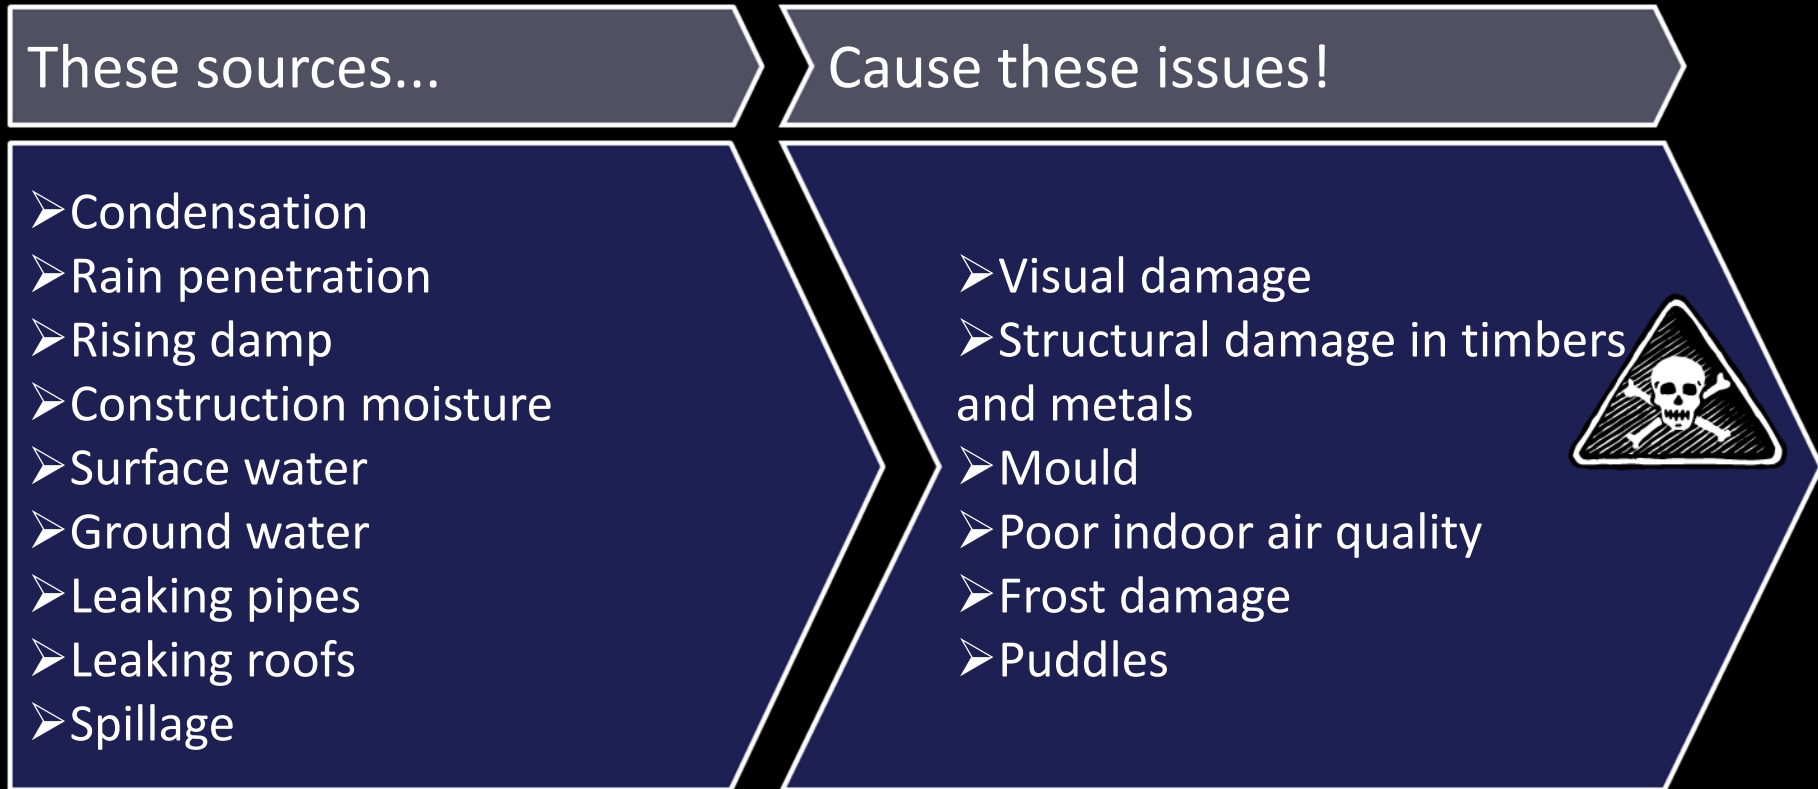 These sources...
Cause these issues!
➢Condensation
➢Rain penetration
➢Rising damp
➢Construction moisture
➢Surface water
➢Ground water
➢Leaking pipes
➢Leaking roofs
➢Spillage
➢Visual damage
➢Structural damage in timbers
and metals
➢Mould
➢Poor indoor air quality
➢Frost damage
➢Puddles